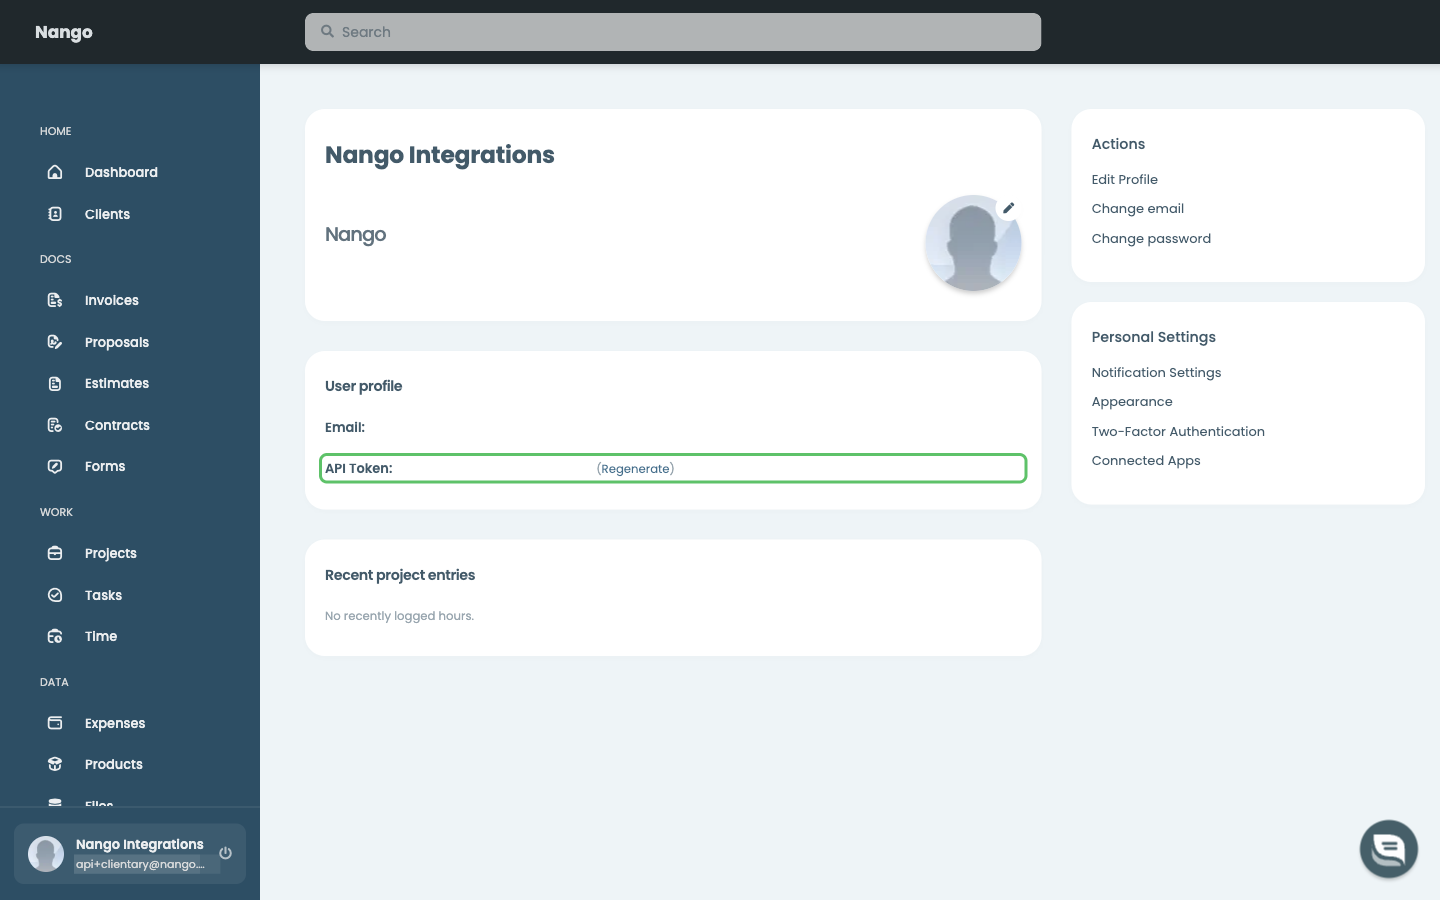 Nango
Search
HOME
Dashboard
Clients
DOCS
Invoices
Proposals
Estimates
Contracts
Forms
WORK
Projects
Tasks
Time
DATA
Expenses
Products
Files
Nango Integrations
api+clientary@nango....
Nango Integrations
Nango
User profile
Email:
API Token: (Regenerate)
Recent project entries
No recently logged hours.
Actions
Edit Profile
Change email
Change password
Personal Settings
Notification Settings
Appearance
Two-Factor Authentication
Connected Apps